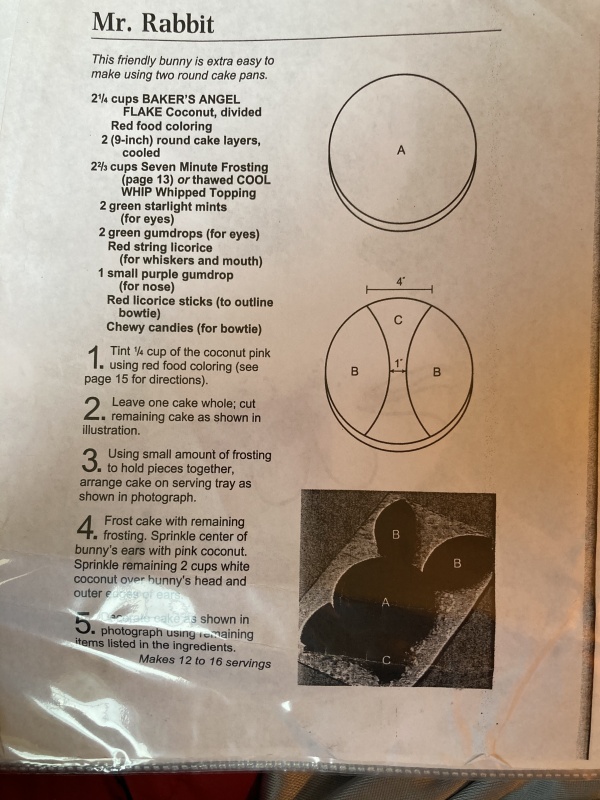 Mr. Rabbit
This friendly bunny is extra easy to
make using two round cake pans.
2¼ cups BAKER'S ANGEL
FLAKE Coconut, divided
Red food coloring
2 (9-inch) round cake layers,
cooled
2⅔ cups Seven Minute Frosting
(page 13) or thawed COOL
WHIP Whipped Topping
2 green starlight mints
(for eyes)
2 green gumdrops (for eyes)
Red string licorice
(for whiskers and mouth)
1 small purple gumdrop
(for nose)
Red licorice sticks (to outline
bowtie)
Chewy candies (for bowtie)
1. Tint ¼ cup of the coconut pink
using red food coloring (see
page 15 for directions).
2. Leave one cake whole; cut
remaining cake as shown in
illustration.
3. Using small amount of frosting
to hold pieces together,
arrange cake on serving tray as
shown in photograph.
4. Frost cake with remaining
frosting. Sprinkle center of
bunny's ears with pink coconut.
Sprinkle remaining 2 cups white
coconut over bunny's head and
outer edges of ears.
5. Decorate cake as shown in
photograph using remaining
items listed in the ingredients.
Makes 12 to 16 servings
A
4"
C
B 1" B
B
B
A
C